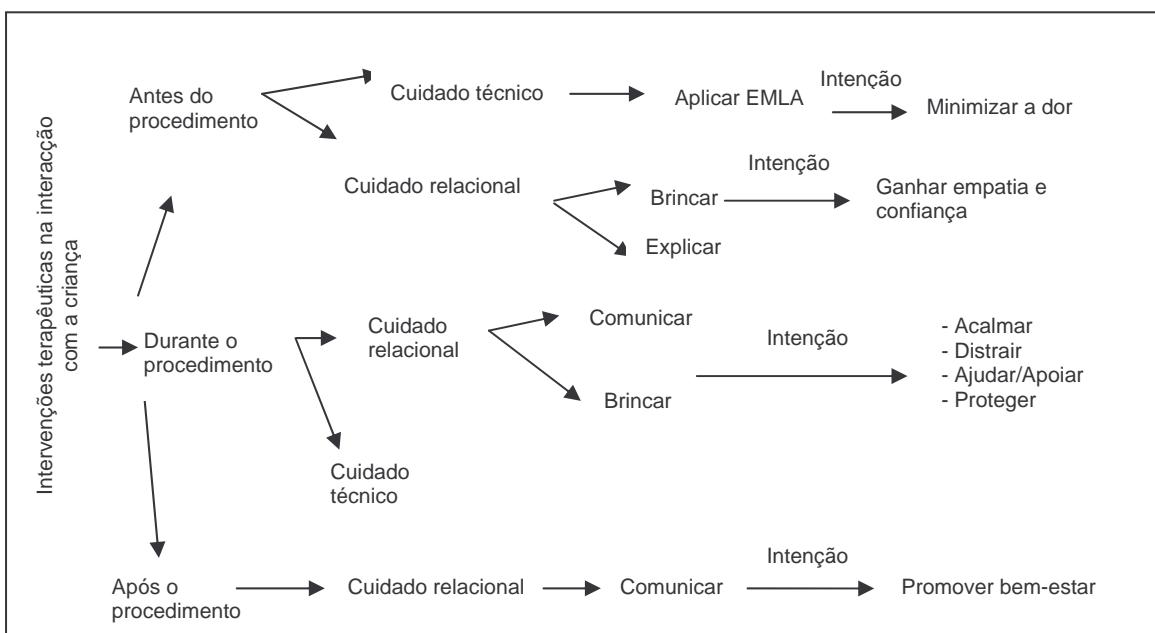 Intervenções terapêuticas na interacção
com a criança
Antes do
procedimento
Cuidado técnico
Aplicar EMLA
Intenção
Minimizar a dor
Cuidado relacional
Brincar
Intenção
Ganhar empatia e
confiança
Explicar
Durante o
procedimento
Cuidado
relacional
Comunicar
Brincar
Intenção
- Acalmar
- Distrair
- Ajudar/Apoiar
- Proteger
Cuidado
técnico
Após o
procedimento
Cuidado relacional
Comunicar
Intenção
Promover bem-estar